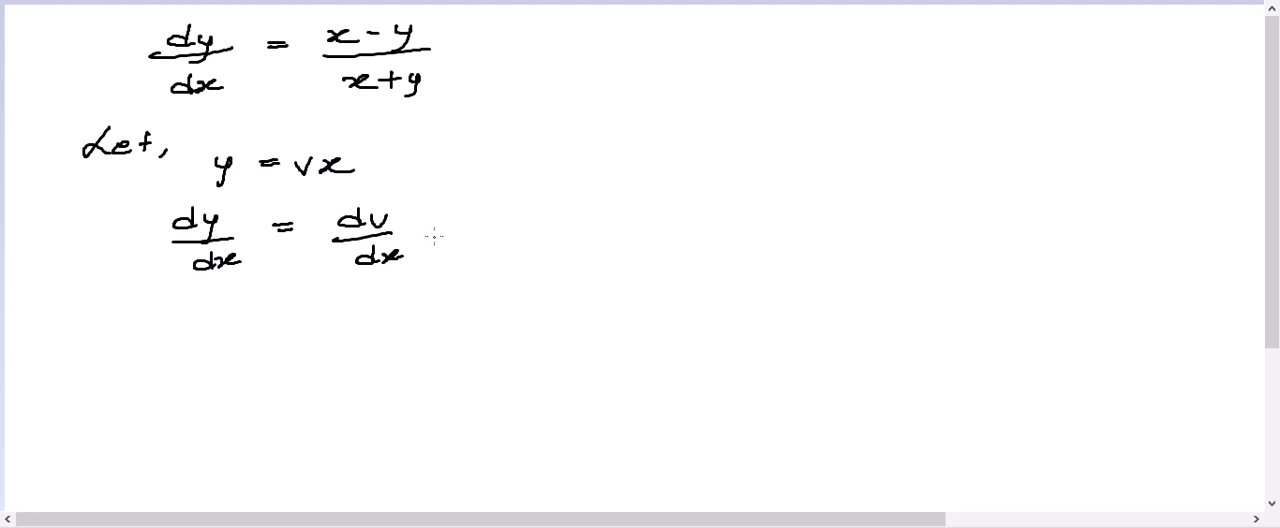 dy/dx = x-y/x+y
Let,
y = vx
dy/dx = dv/dx